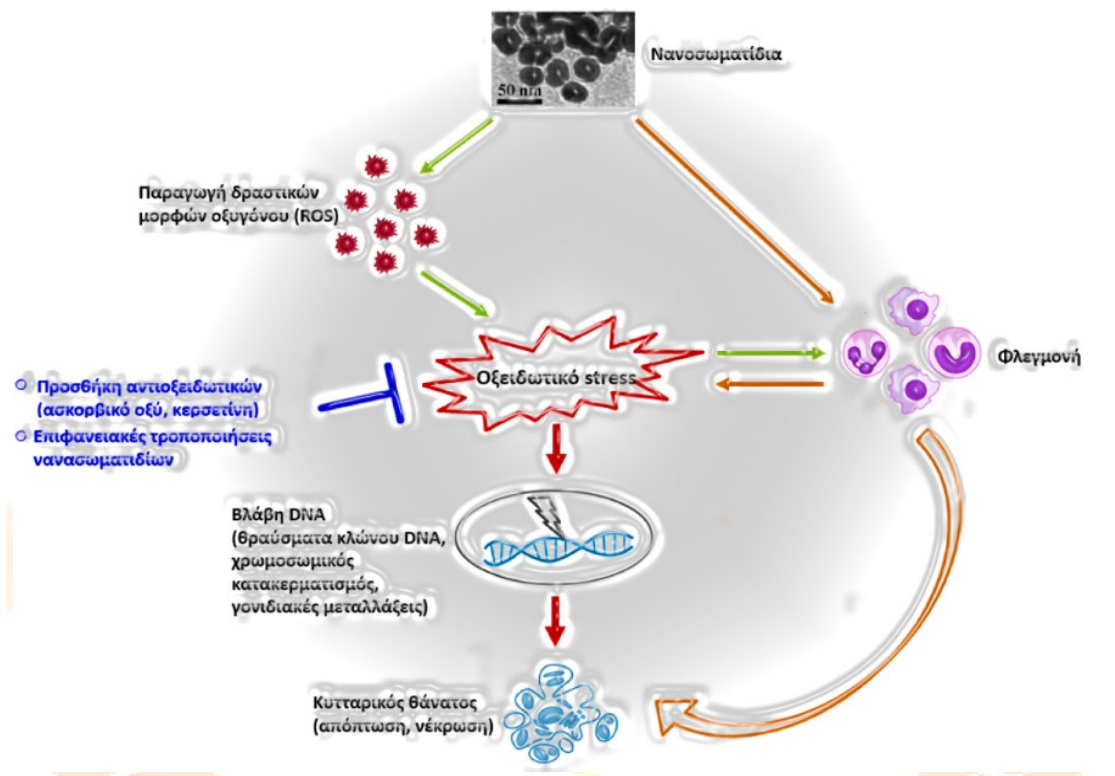 Νανοσωματίδια
50 nm
Παραγωγή δραστικών
μορφών οξυγόνου (ROS)
Οξειδωτικό stress
Φλεγμονή
Προσθήκη αντιοξειδωτικών
(ασκορβικό οξύ, κερσετίνη)
Επιφανειακές τροποποιήσεις
νανασωματιδίων
Βλάβη DNA
(θραύσματα κλώνου DNA,
χρωμοσωμικός
κατακερματισμός,
γονιδιακές μεταλλάξεις)
Κυτταρικός θάνατος
(απόπτωση, νέκρωση)